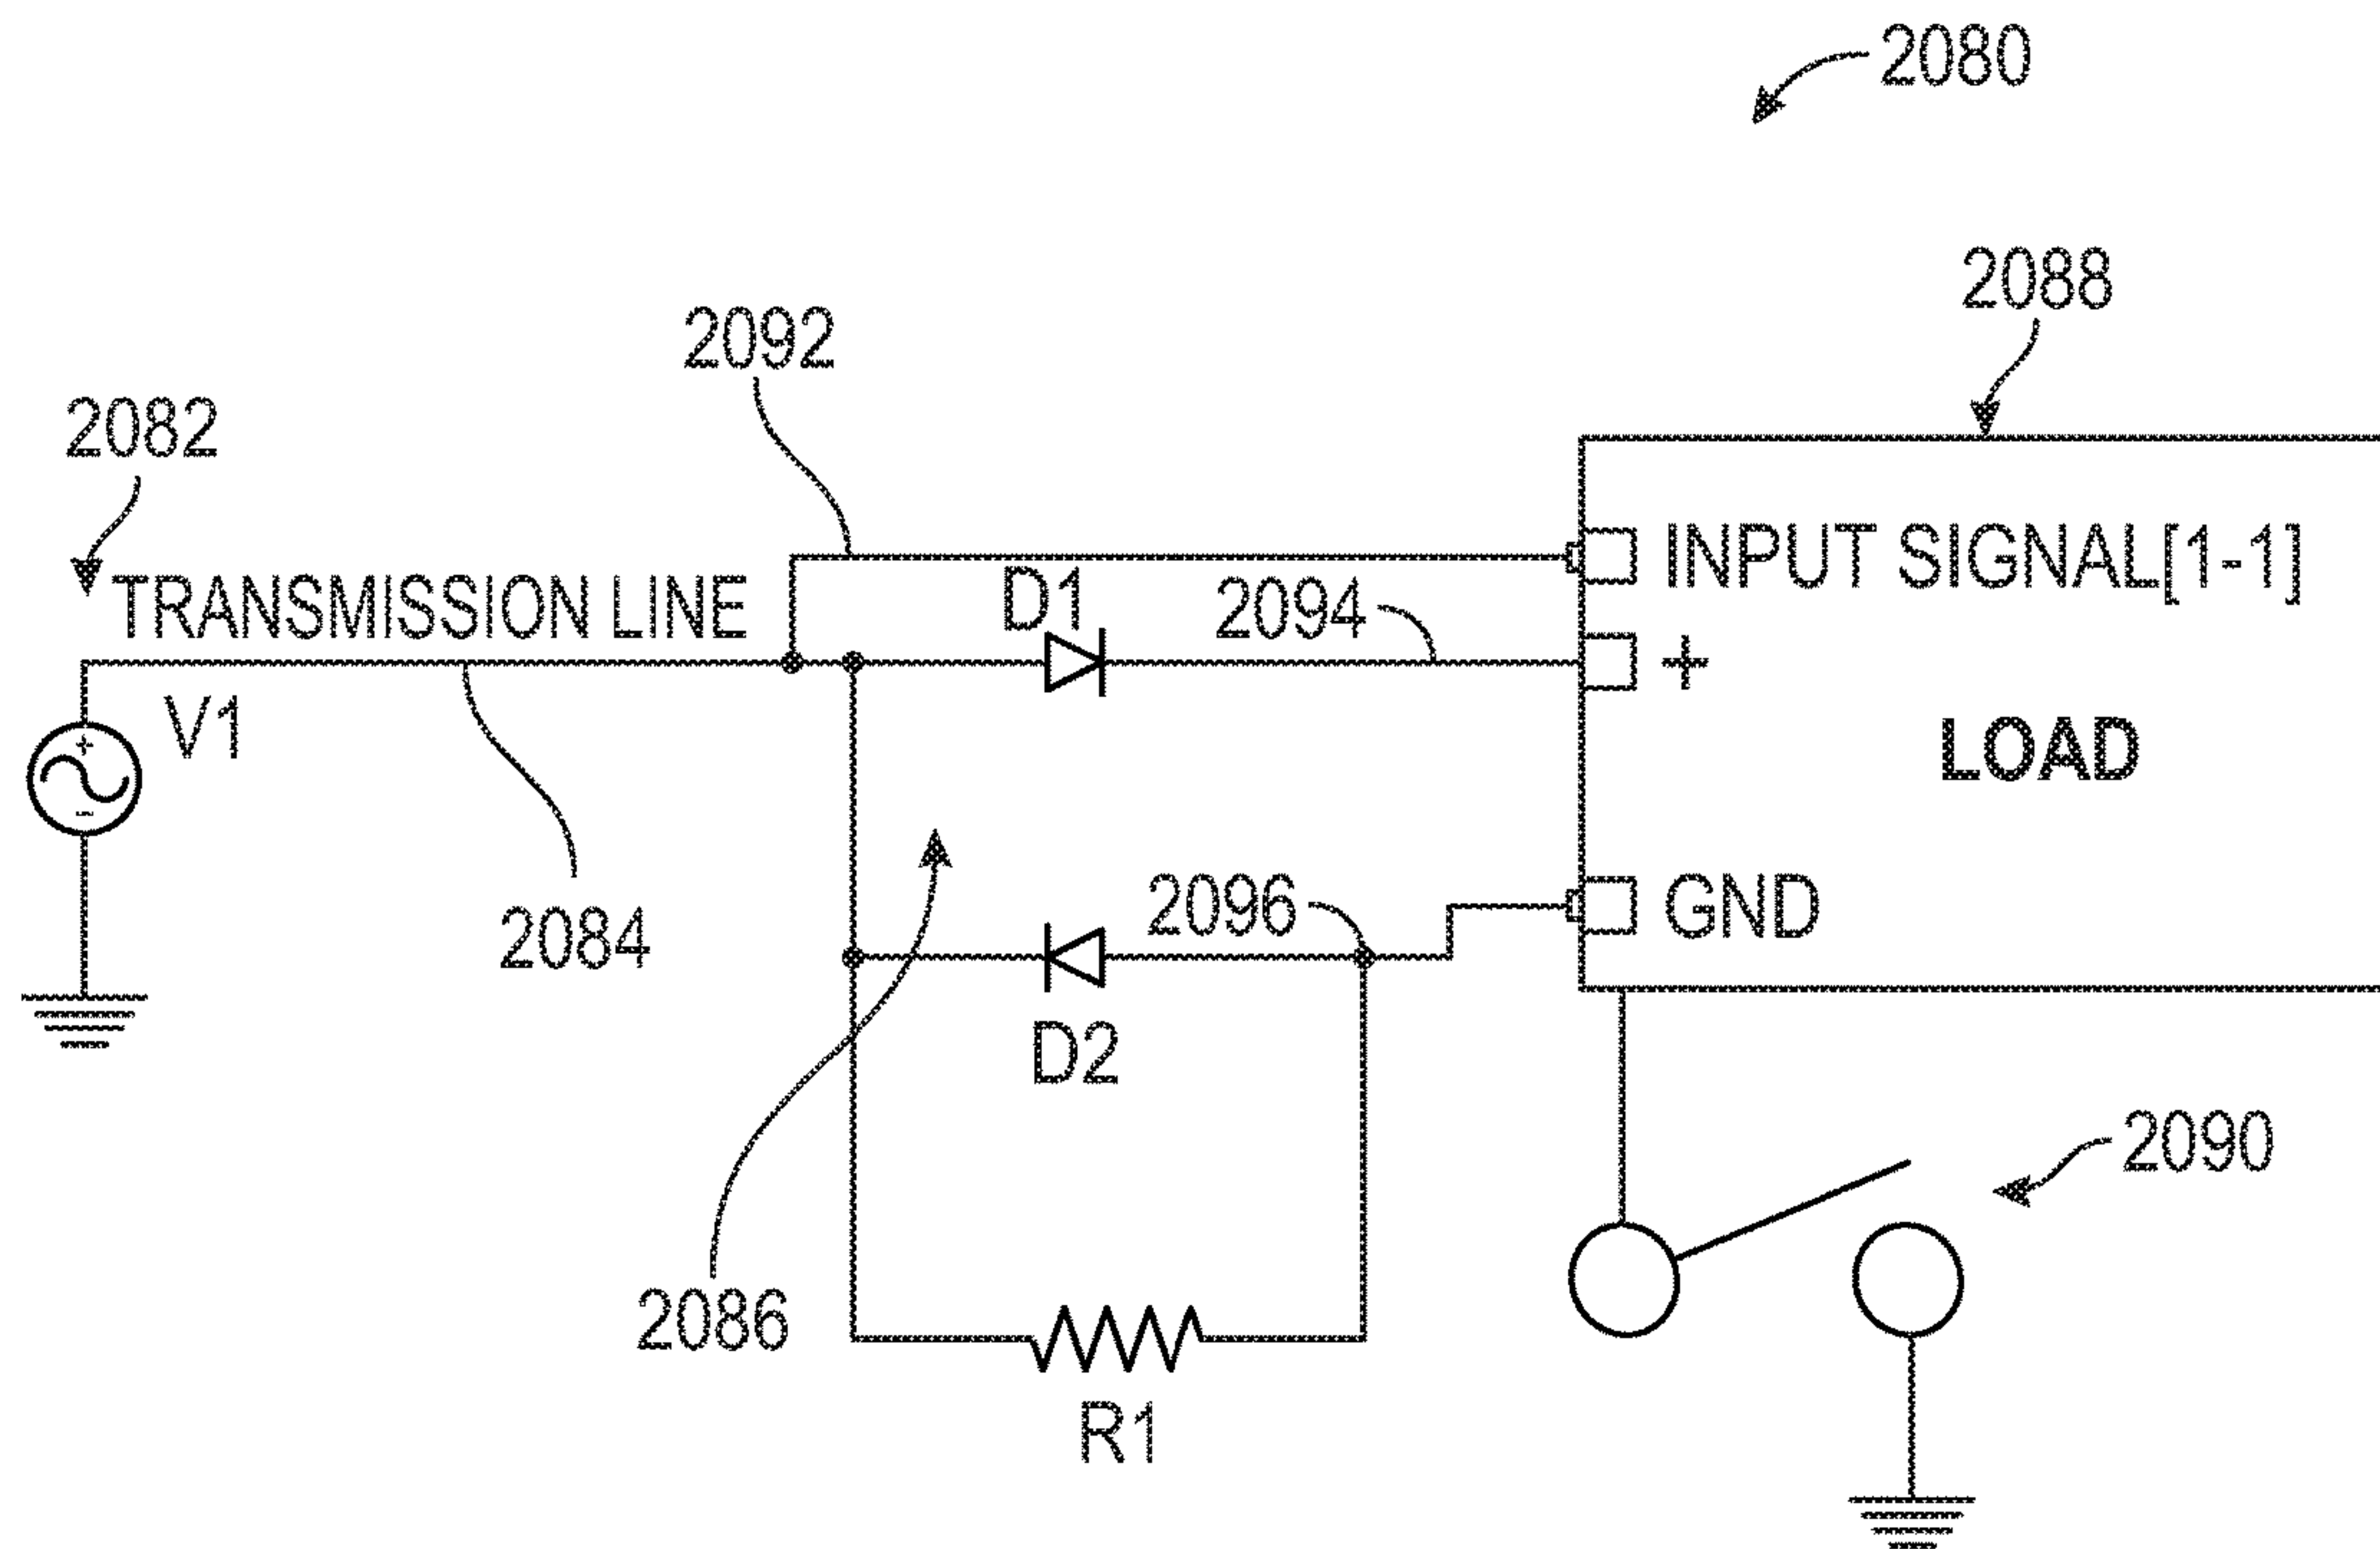 2080
2088
2092
2082
INPUT SIGNAL[1-1]
TRANSMISSION LINE
D1
2094
+
V1
LOAD
+
-
2084
2096
GND
D2
2090
2086
R1